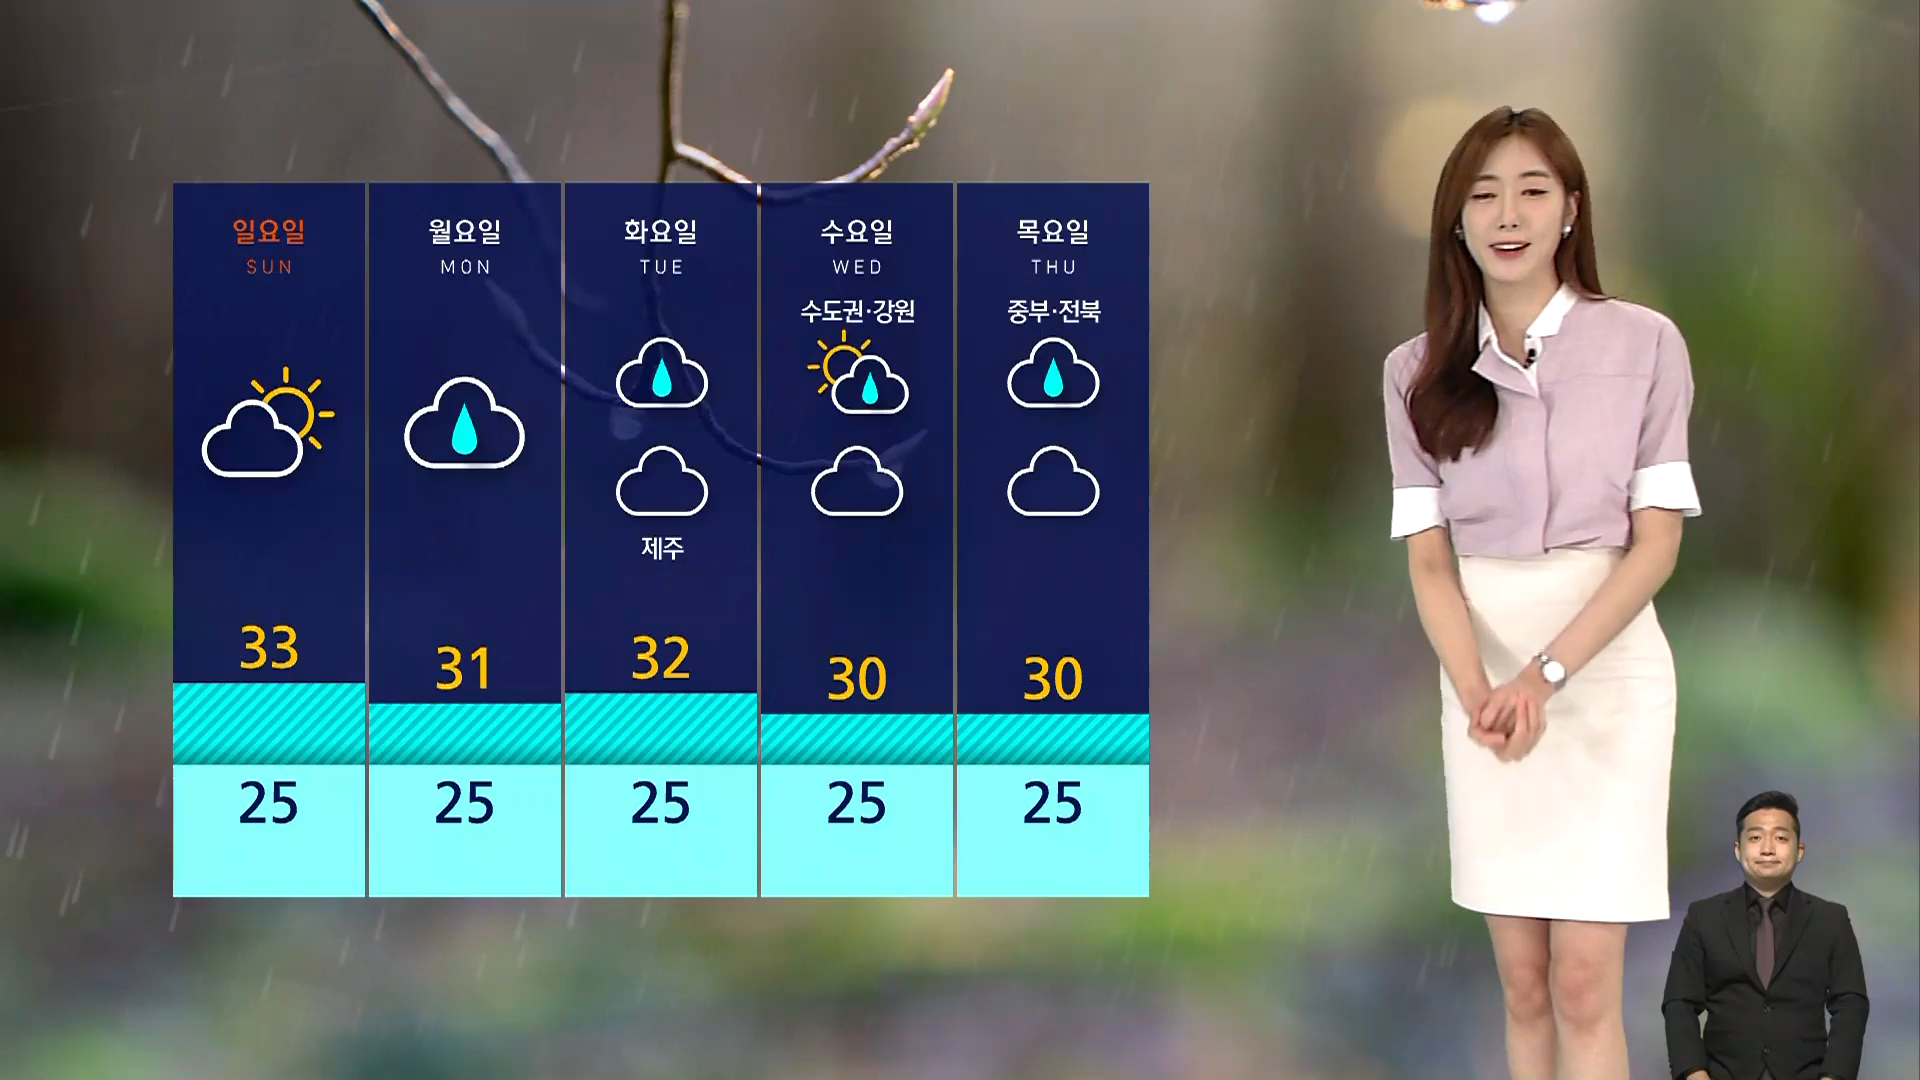 일요일
SUN
33
25
월요일
MON
31
25
화요일
TUE
제주
32
25
수요일
WED
수도권·강원
30
25
목요일
THU
중부·전북
30
25